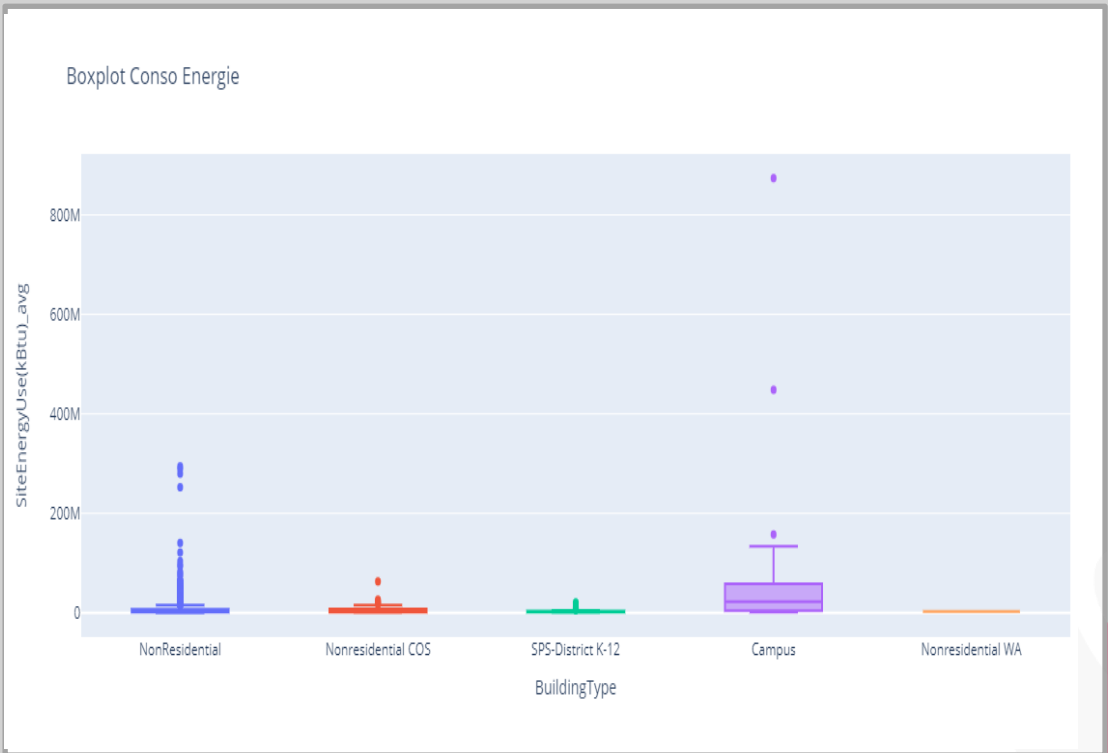 Boxplot Conso Energie
SiteEnergyUse(kBtu)_avg
800M
600M
400M
200M
0
NonResidential
Nonresidential COS
SPS-District K-12
Campus
Nonresidential WA
BuildingType